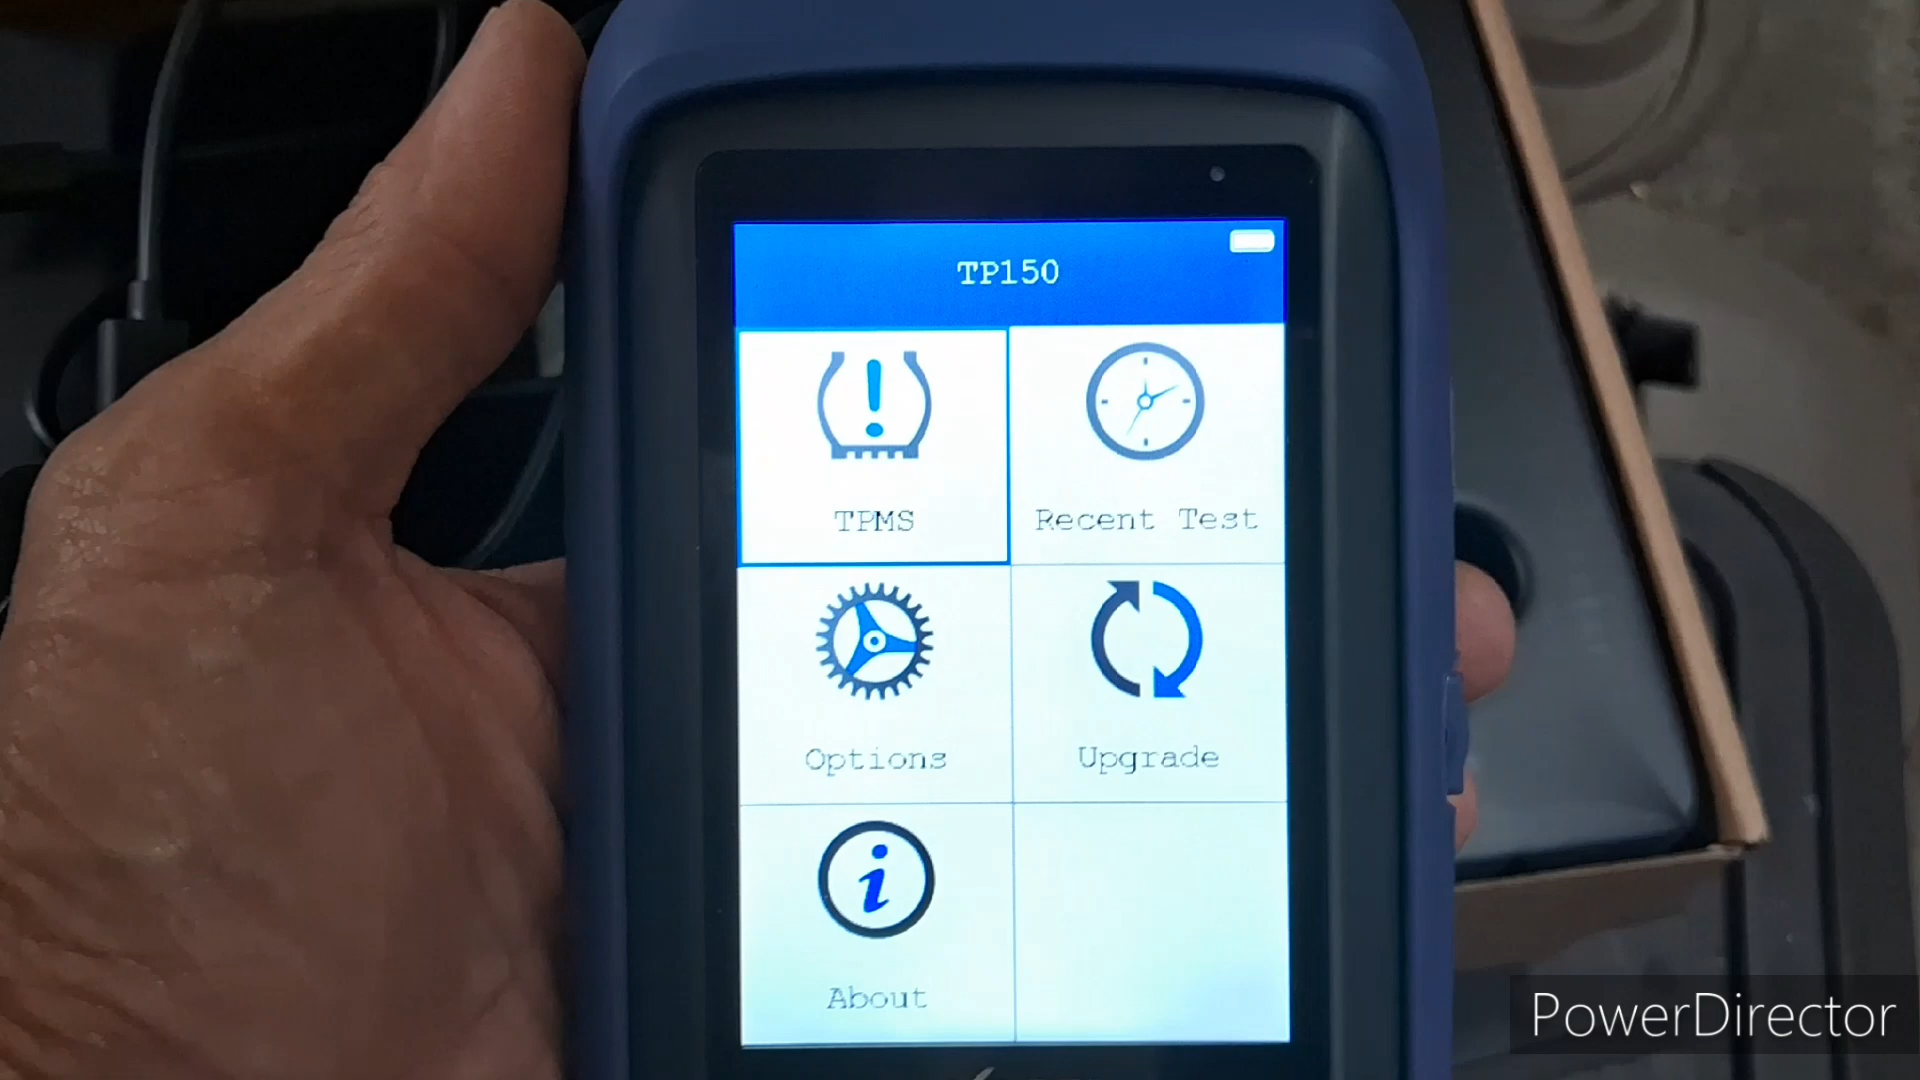 TP150
TPMS
Recent Test
Options
Upgrade
About
PowerDirector